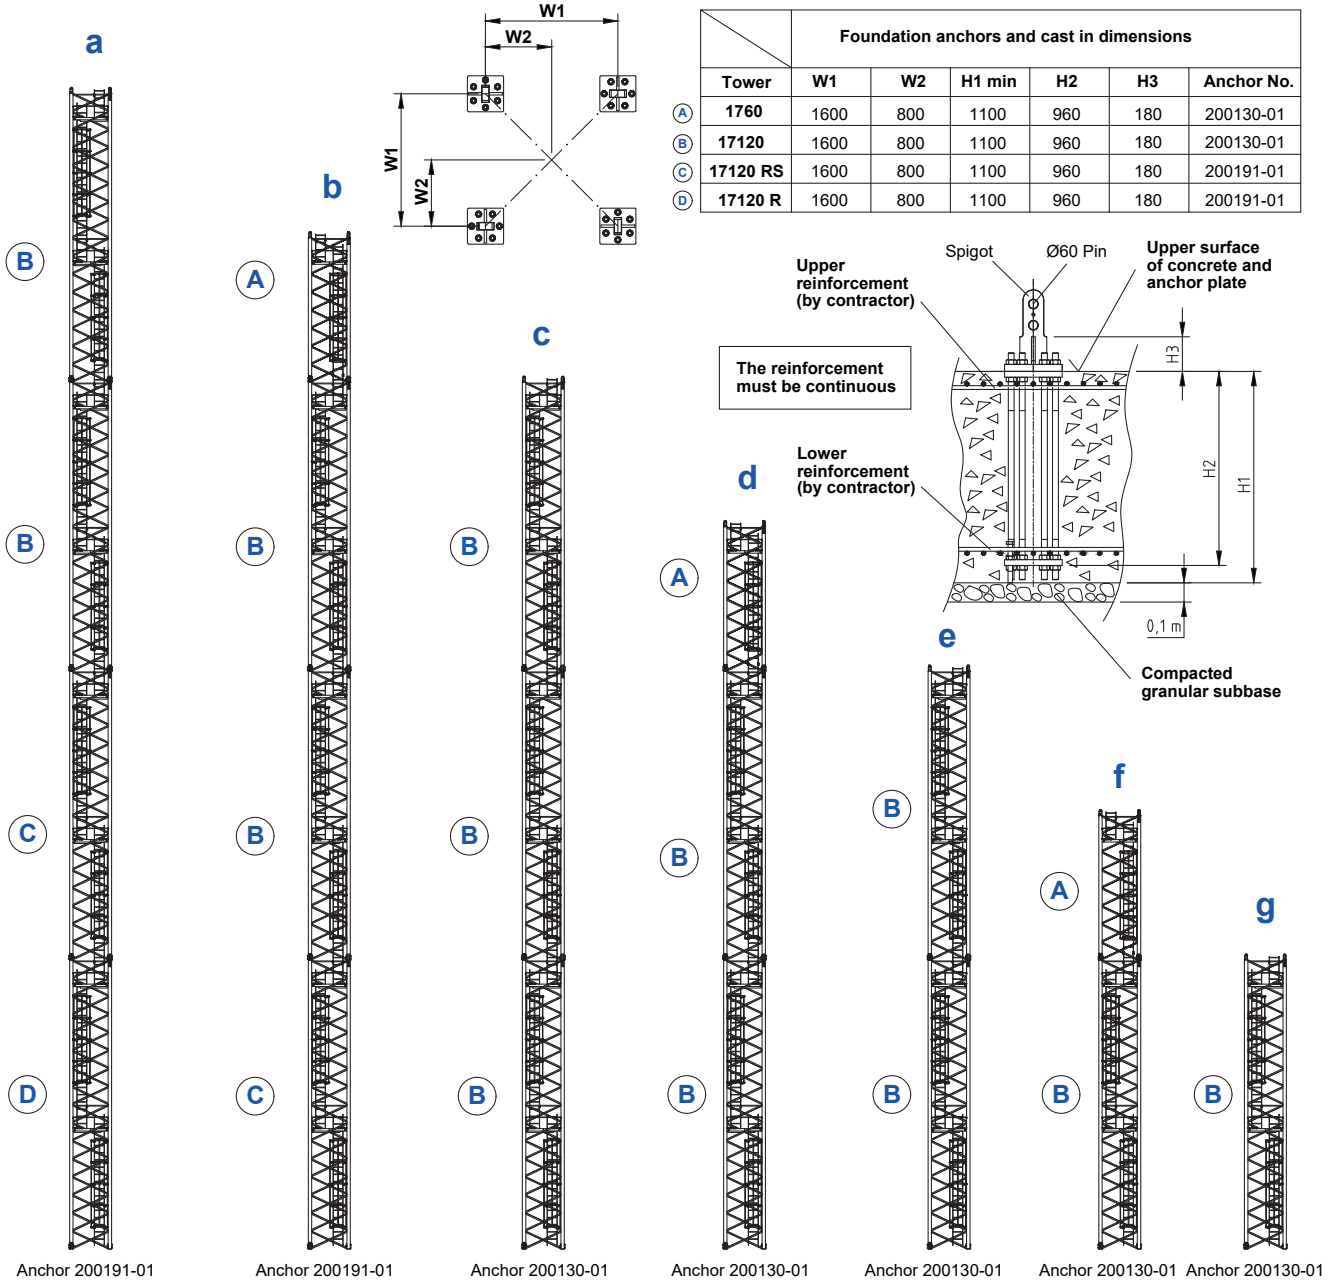 a
b
c
d
e
f
g
W1
W2
W1
W2
Foundation anchors and cast in dimensions
Tower W1 W2 H1 min H2 H3 Anchor No.
A 1760 1600 800 1100 960 180 200130-01
B 17120 1600 800 1100 960 180 200130-01
C 17120 RS 1600 800 1100 960 180 200191-01
D 17120 R 1600 800 1100 960 180 200191-01
Spigot
Ø60 Pin
Upper surface
of concrete and
anchor plate
Upper
reinforcement
(by contractor)
The reinforcement
must be continuous
Lower
reinforcement
(by contractor)
H3
H2
H1
0,1 m
Compacted
granular subbase
B
B
C
D
Anchor 200191-01
A
B
B
C
Anchor 200191-01
B
B
B
Anchor 200130-01
A
B
B
Anchor 200130-01
B
B
Anchor 200130-01
A
B
Anchor 200130-01
B
Anchor 200130-01